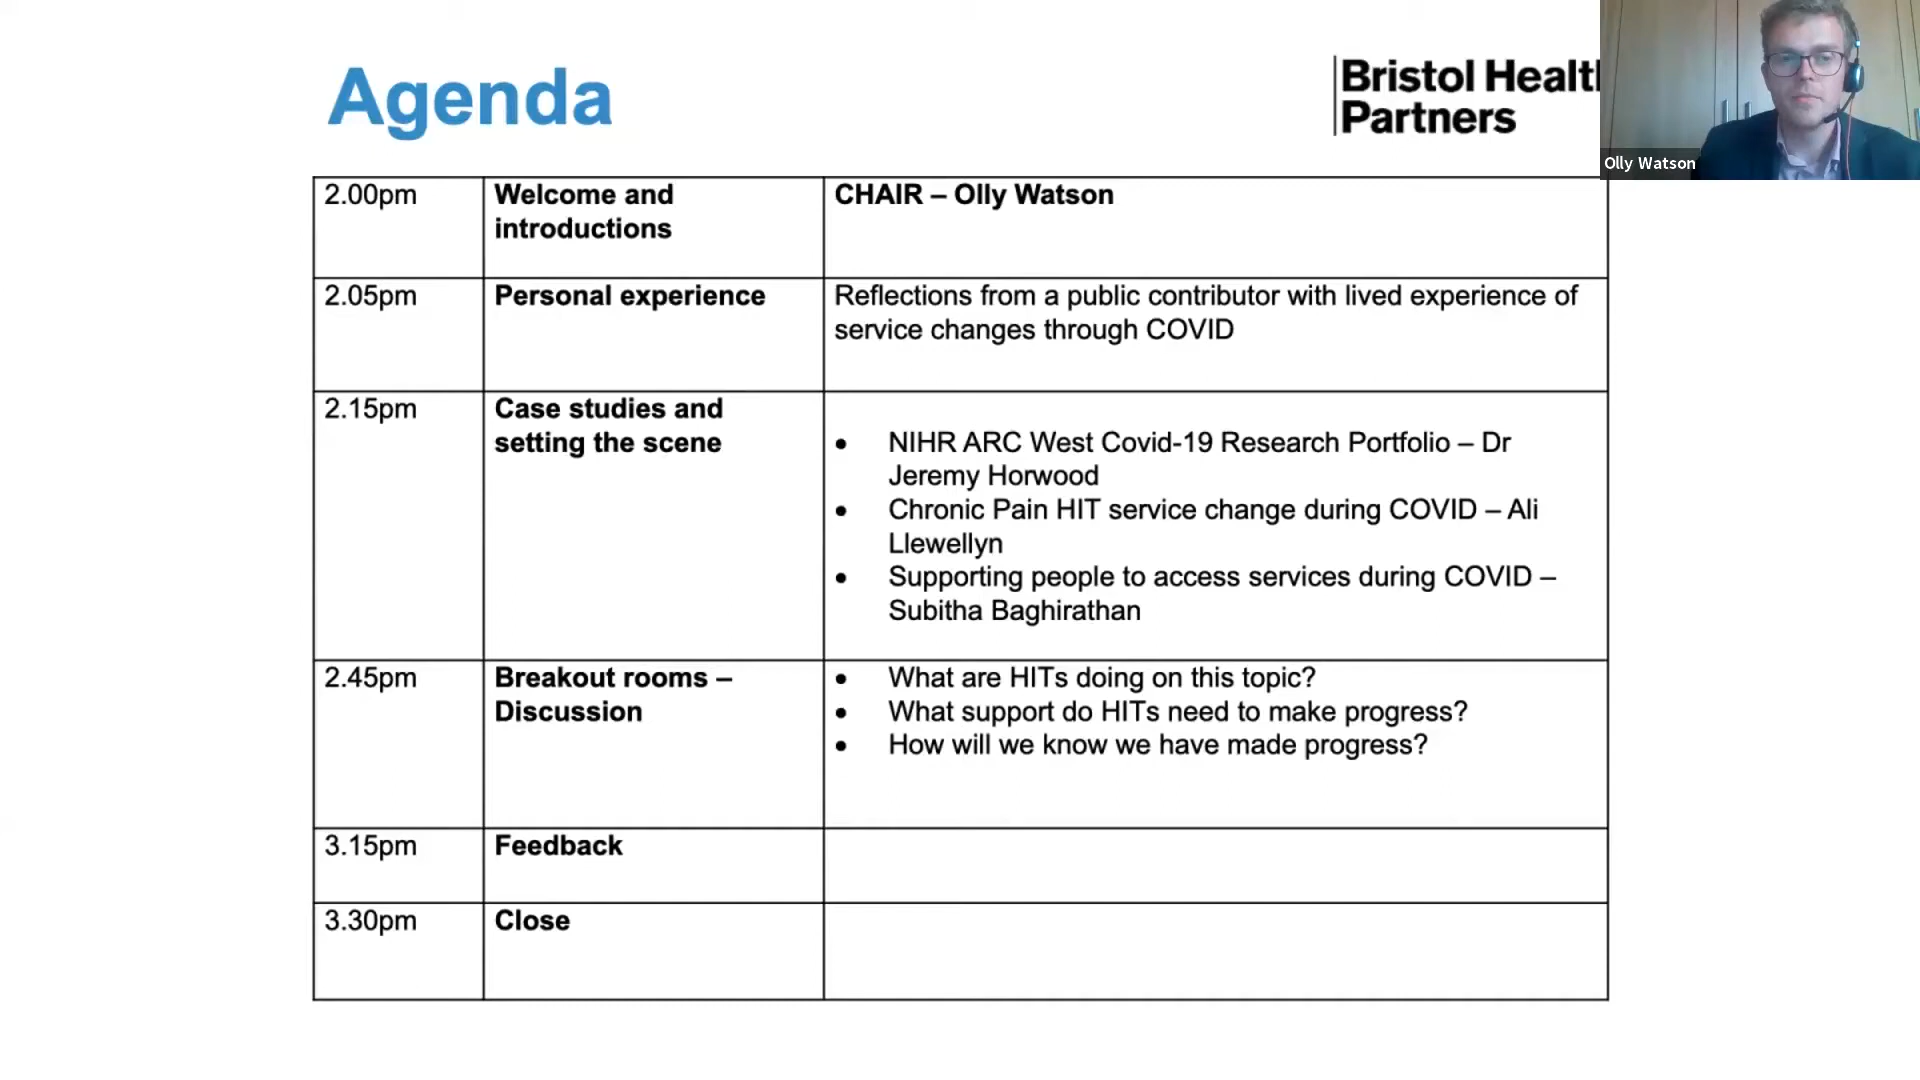 Agenda
Bristol Healt
Partners
Olly Watson
2.00pm
Welcome and
introductions
CHAIR – Olly Watson
2.05pm
Personal experience
Reflections from a public contributor with lived experience of
service changes through COVID
2.15pm
Case studies and
setting the scene
• NIHR ARC West Covid-19 Research Portfolio – Dr
Jeremy Horwood
• Chronic Pain HIT service change during COVID – Ali
Llewellyn
• Supporting people to access services during COVID –
Subitha Baghirathan
2.45pm
Breakout rooms –
Discussion
• What are HITs doing on this topic?
• What support do HITs need to make progress?
• How will we know we have made progress?
3.15pm
Feedback
3.30pm
Close